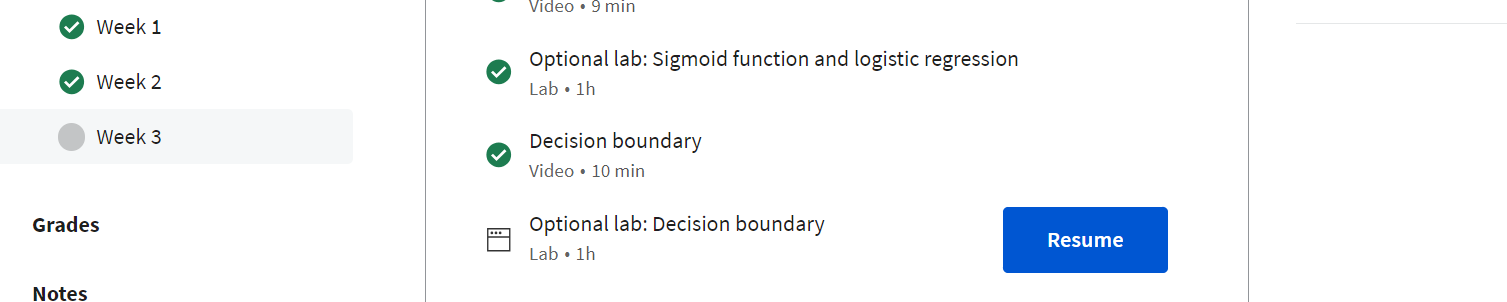 Week 1
Week 2
Week 3
Grades
Notes
Video • 9 min
Optional lab: Sigmoid function and logistic regression
Lab • 1h
Decision boundary
Video • 10 min
Optional lab: Decision boundary
Lab • 1h
Resume